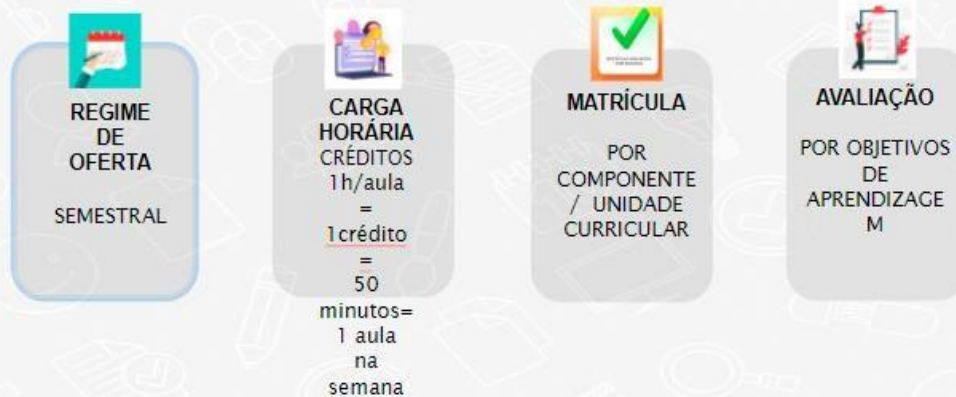 REGIME
DE
OFERTA
SEMESTRAL
CARGA
HORÁRIA
CRÉDITOS
1h/aula
=
1crédito
=
50
minutos=
1 aula
na
semana
MATRÍCULA
POR
COMPONENTE
/ UNIDADE
CURRICULAR
AVALIAÇÃO
POR OBJETIVOS
DE
APRENDIZAGE
M